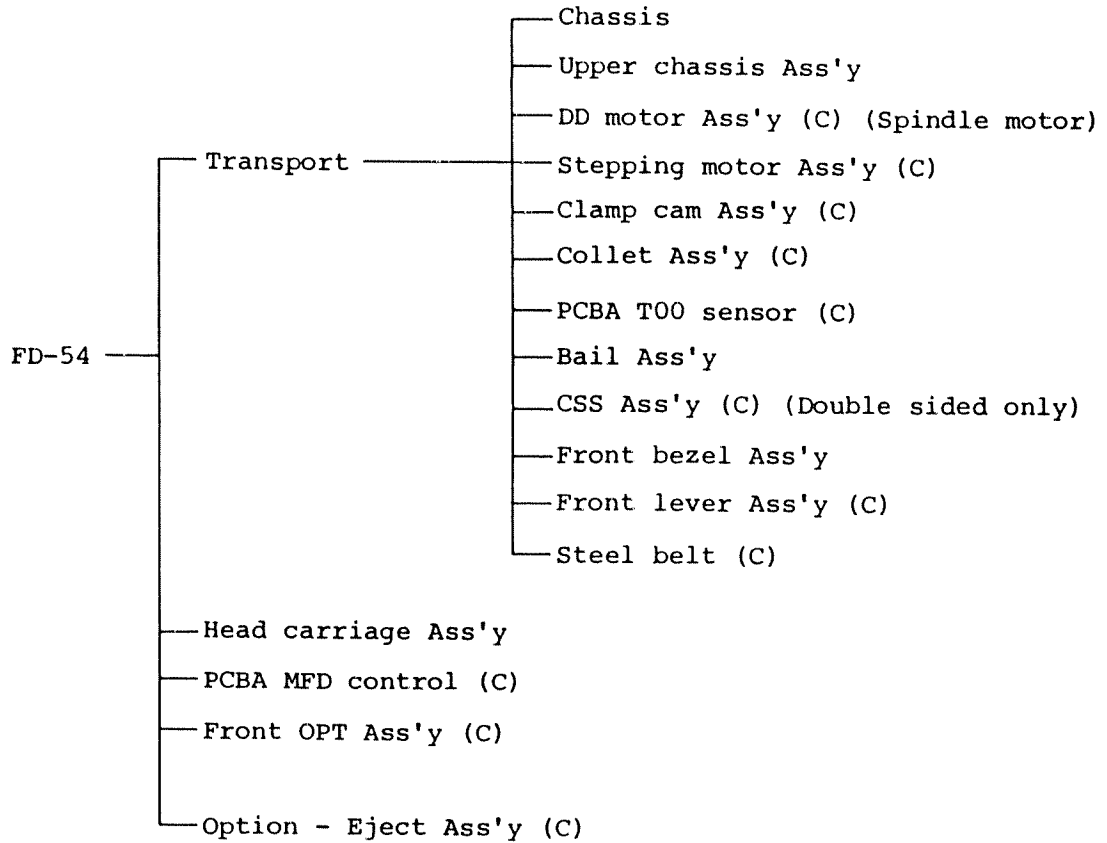 Chassis
Upper chassis Ass'y
DD motor Ass'y (C) (Spindle motor)
Transport
Stepping motor Ass'y (C)
Clamp cam Ass'y (C)
Collet Ass'y (C)
PCBA T00 sensor (C)
FD-54
Bail Ass'y
CSS Ass'y (C) (Double sided only)
Front bezel Ass'y
Front lever Ass'y (C)
Steel belt (C)
Head carriage Ass'y
PCBA MFD control (C)
Front OPT Ass'y (C)
Option - Eject Ass'y (C)